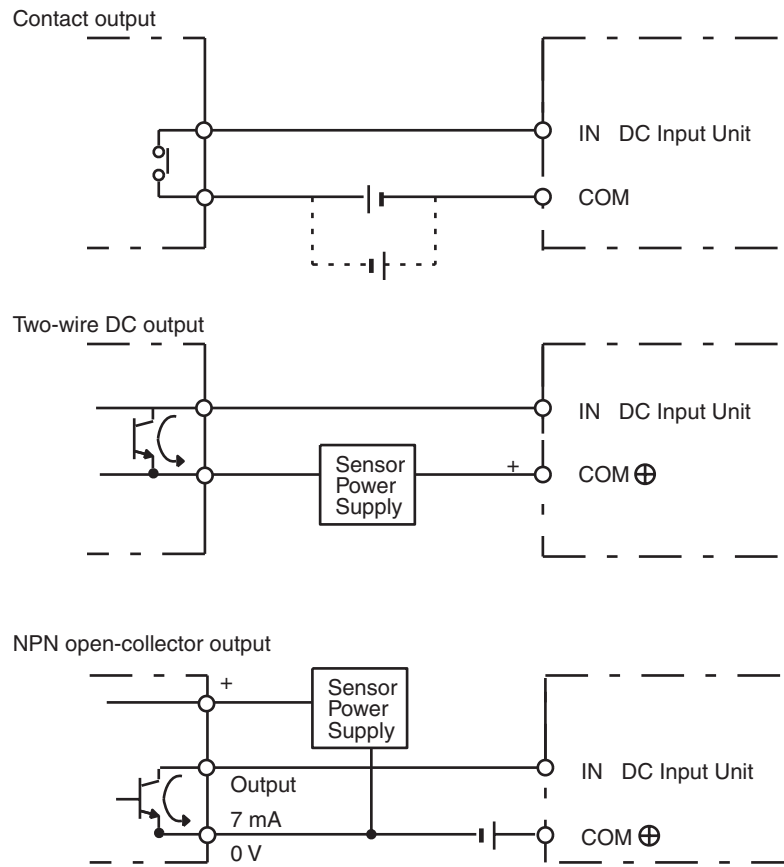 Contact output
IN DC Input Unit
COM
Two-wire DC output
IN DC Input Unit
Sensor
Power
Supply
+
COM ⊕
NPN open-collector output
+
Sensor
Power
Supply
IN DC Input Unit
Output
7 mA
COM ⊕
0 V